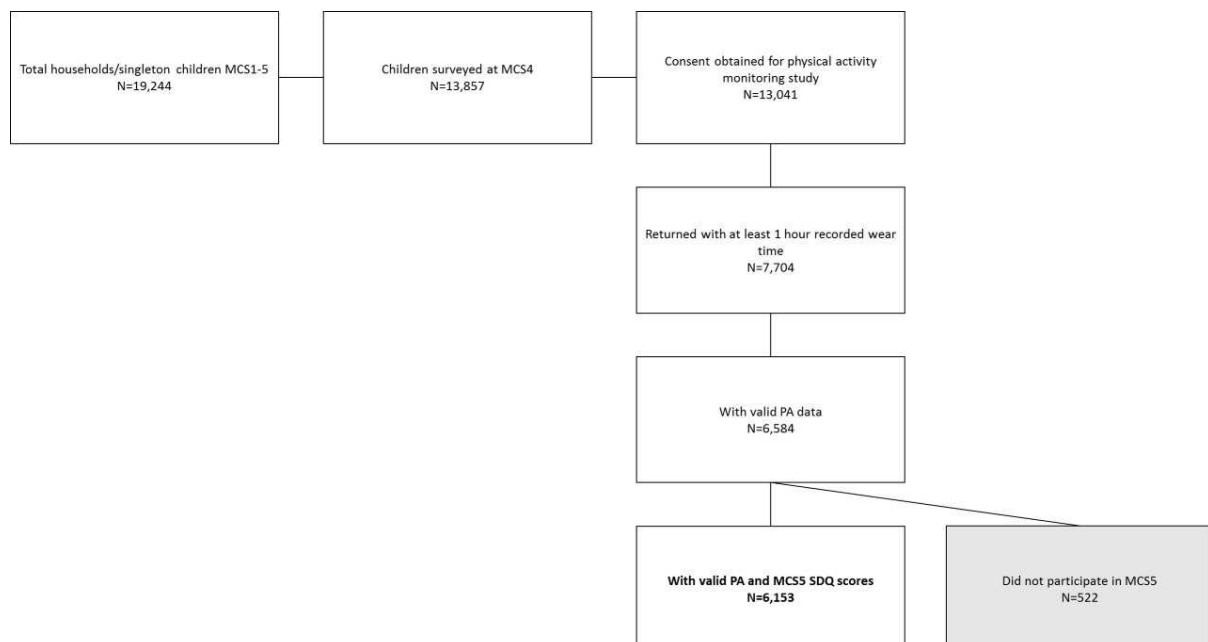 Total households/singleton children MCS1-5
N=19,244
Children surveyed at MCS4
N=13,857
Consent obtained for physical activity
monitoring study
N=13,041
Returned with at least 1 hour recorded wear
time
N=7,704
With valid PA data
N=6,584
With valid PA and MCS5 SDQ scores
N=6,153
Did not participate in MCS5
N=522